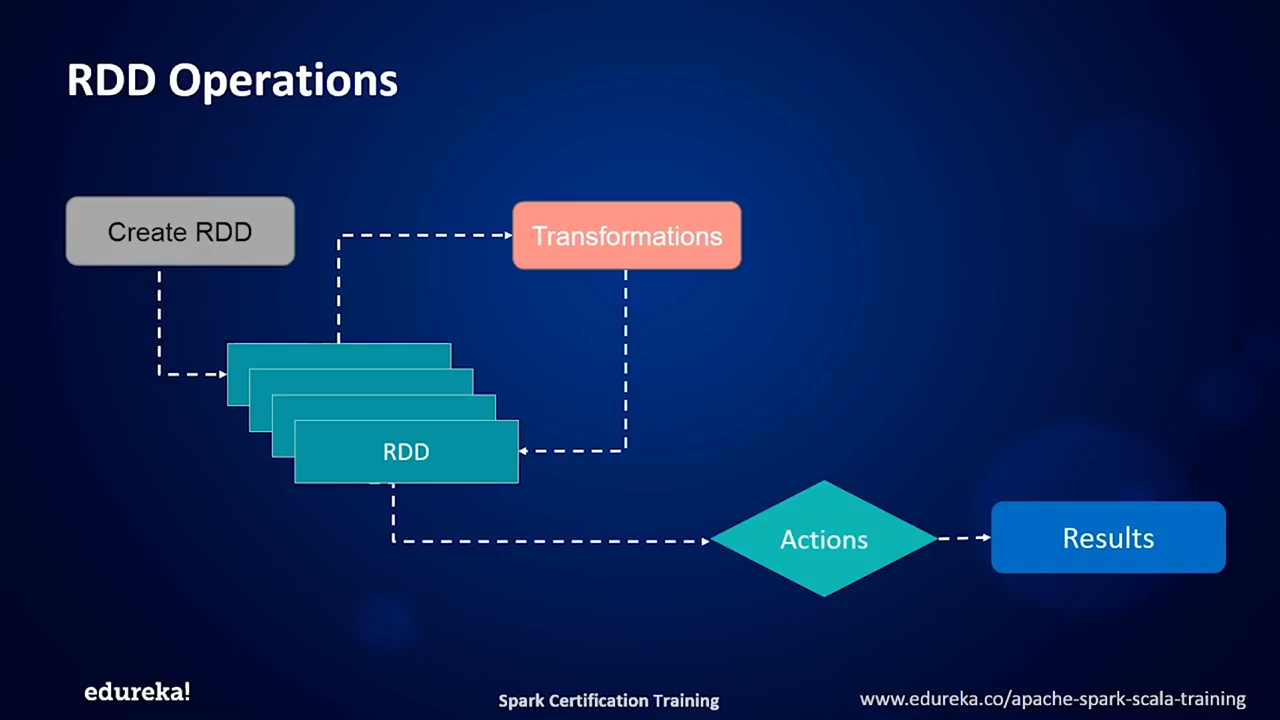 RDD Operations
Create RDD
Transformations
RDD
Actions
Results
edureka!
Spark Certification Training
www.edureka.co/apache-spark-scala-training